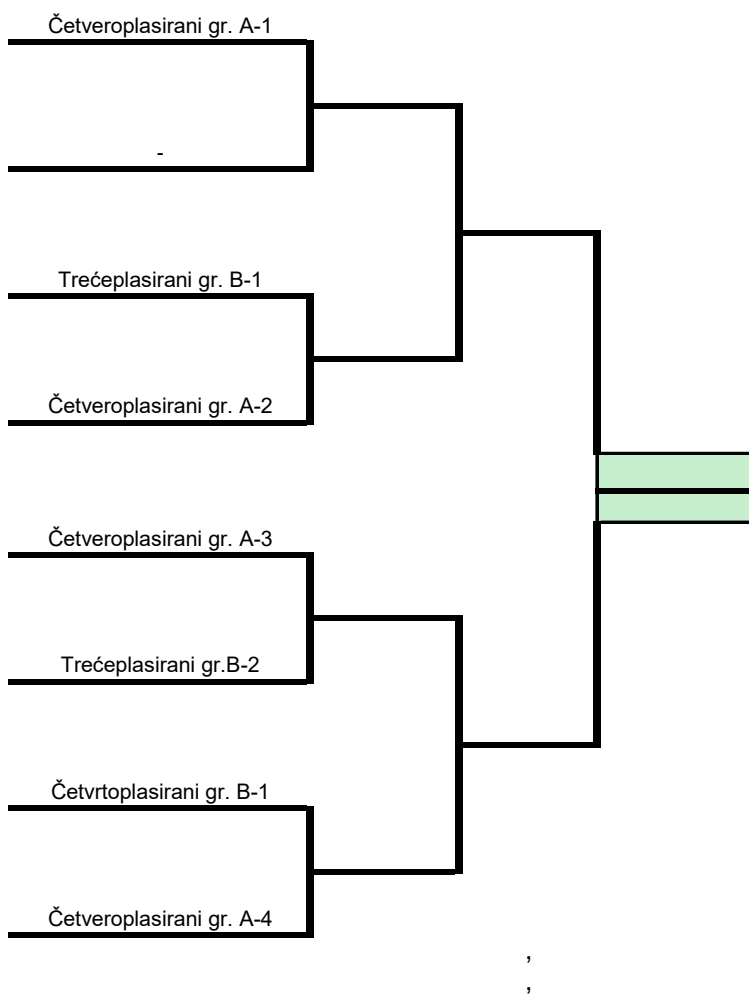 Četveroplasirani gr. A-1
-
Trećeplasirani gr. B-1
Četveroplasirani gr. A-2
Četveroplasirani gr. A-3
Trećeplasirani gr.B-2
Četvrtoplasirani gr. B-1
Četveroplasirani gr. A-4
,
,